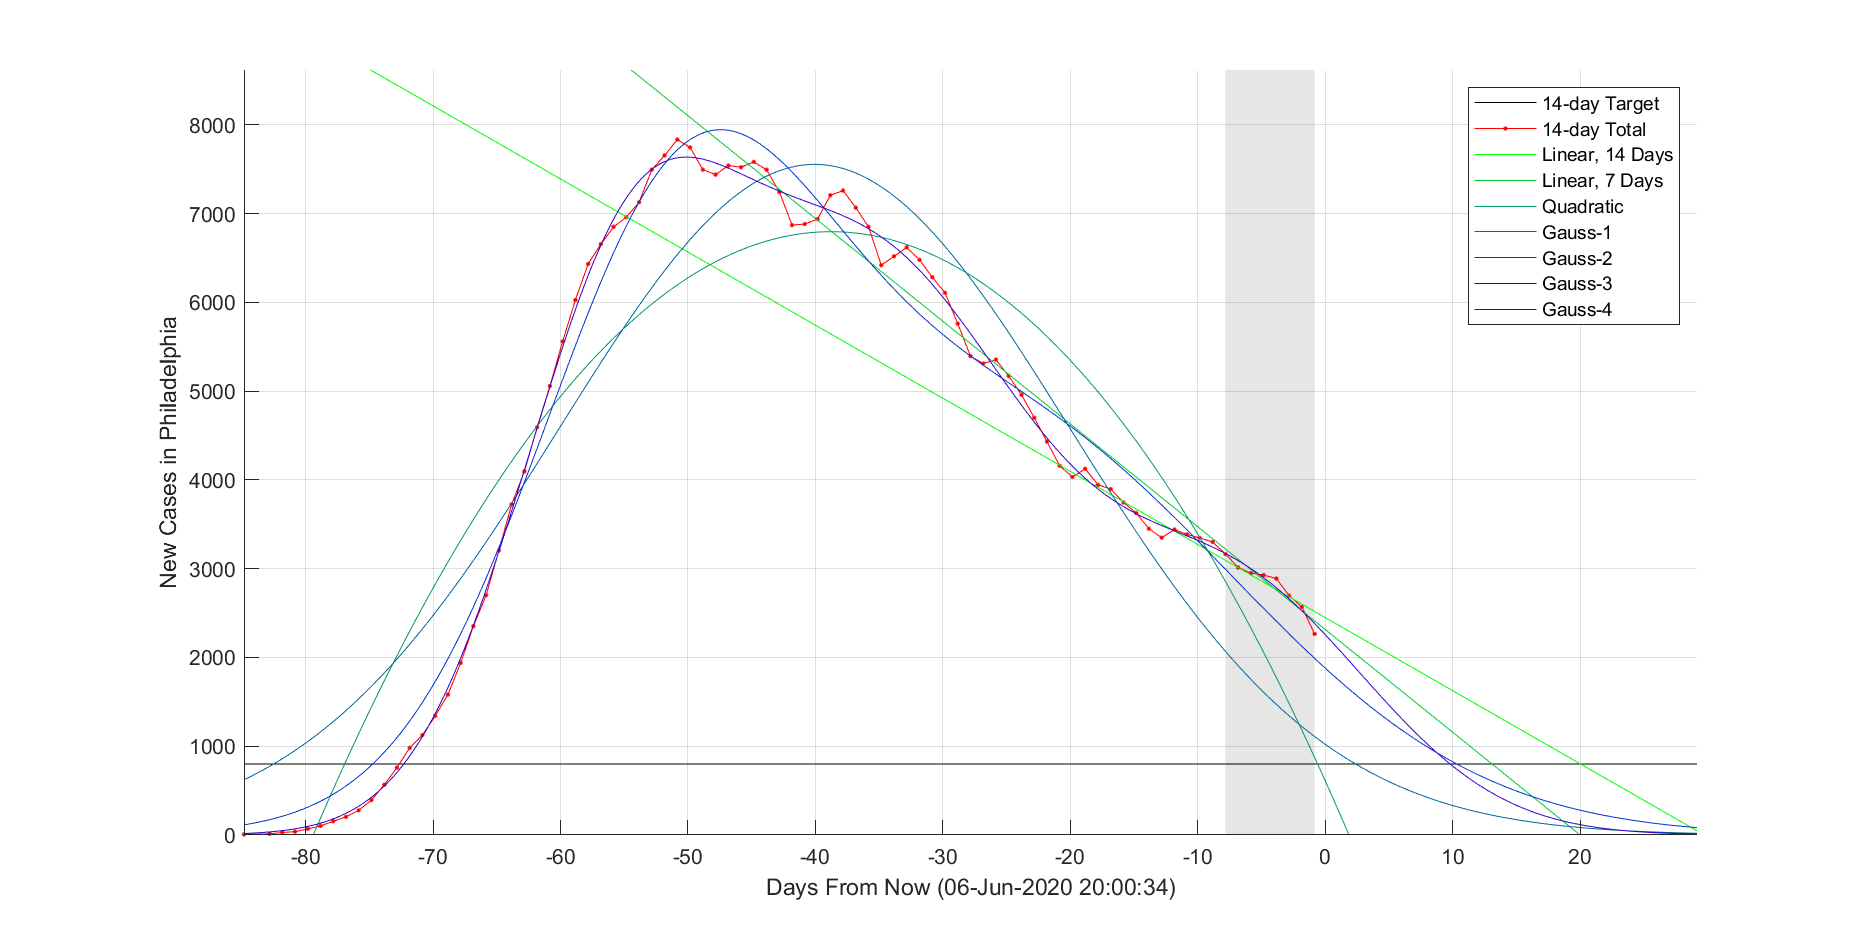 14-day Target
14-day Total
Linear, 14 Days
Linear, 7 Days
Quadratic
Gauss-1
Gauss-2
Gauss-3
Gauss-4
New Cases in Philadelphia
8000
7000
6000
5000
4000
3000
2000
1000
0
-80 -70 -60 -50 -40 -30 -20 -10 0 10 20
Days From Now (06-Jun-2020 20:00:34)